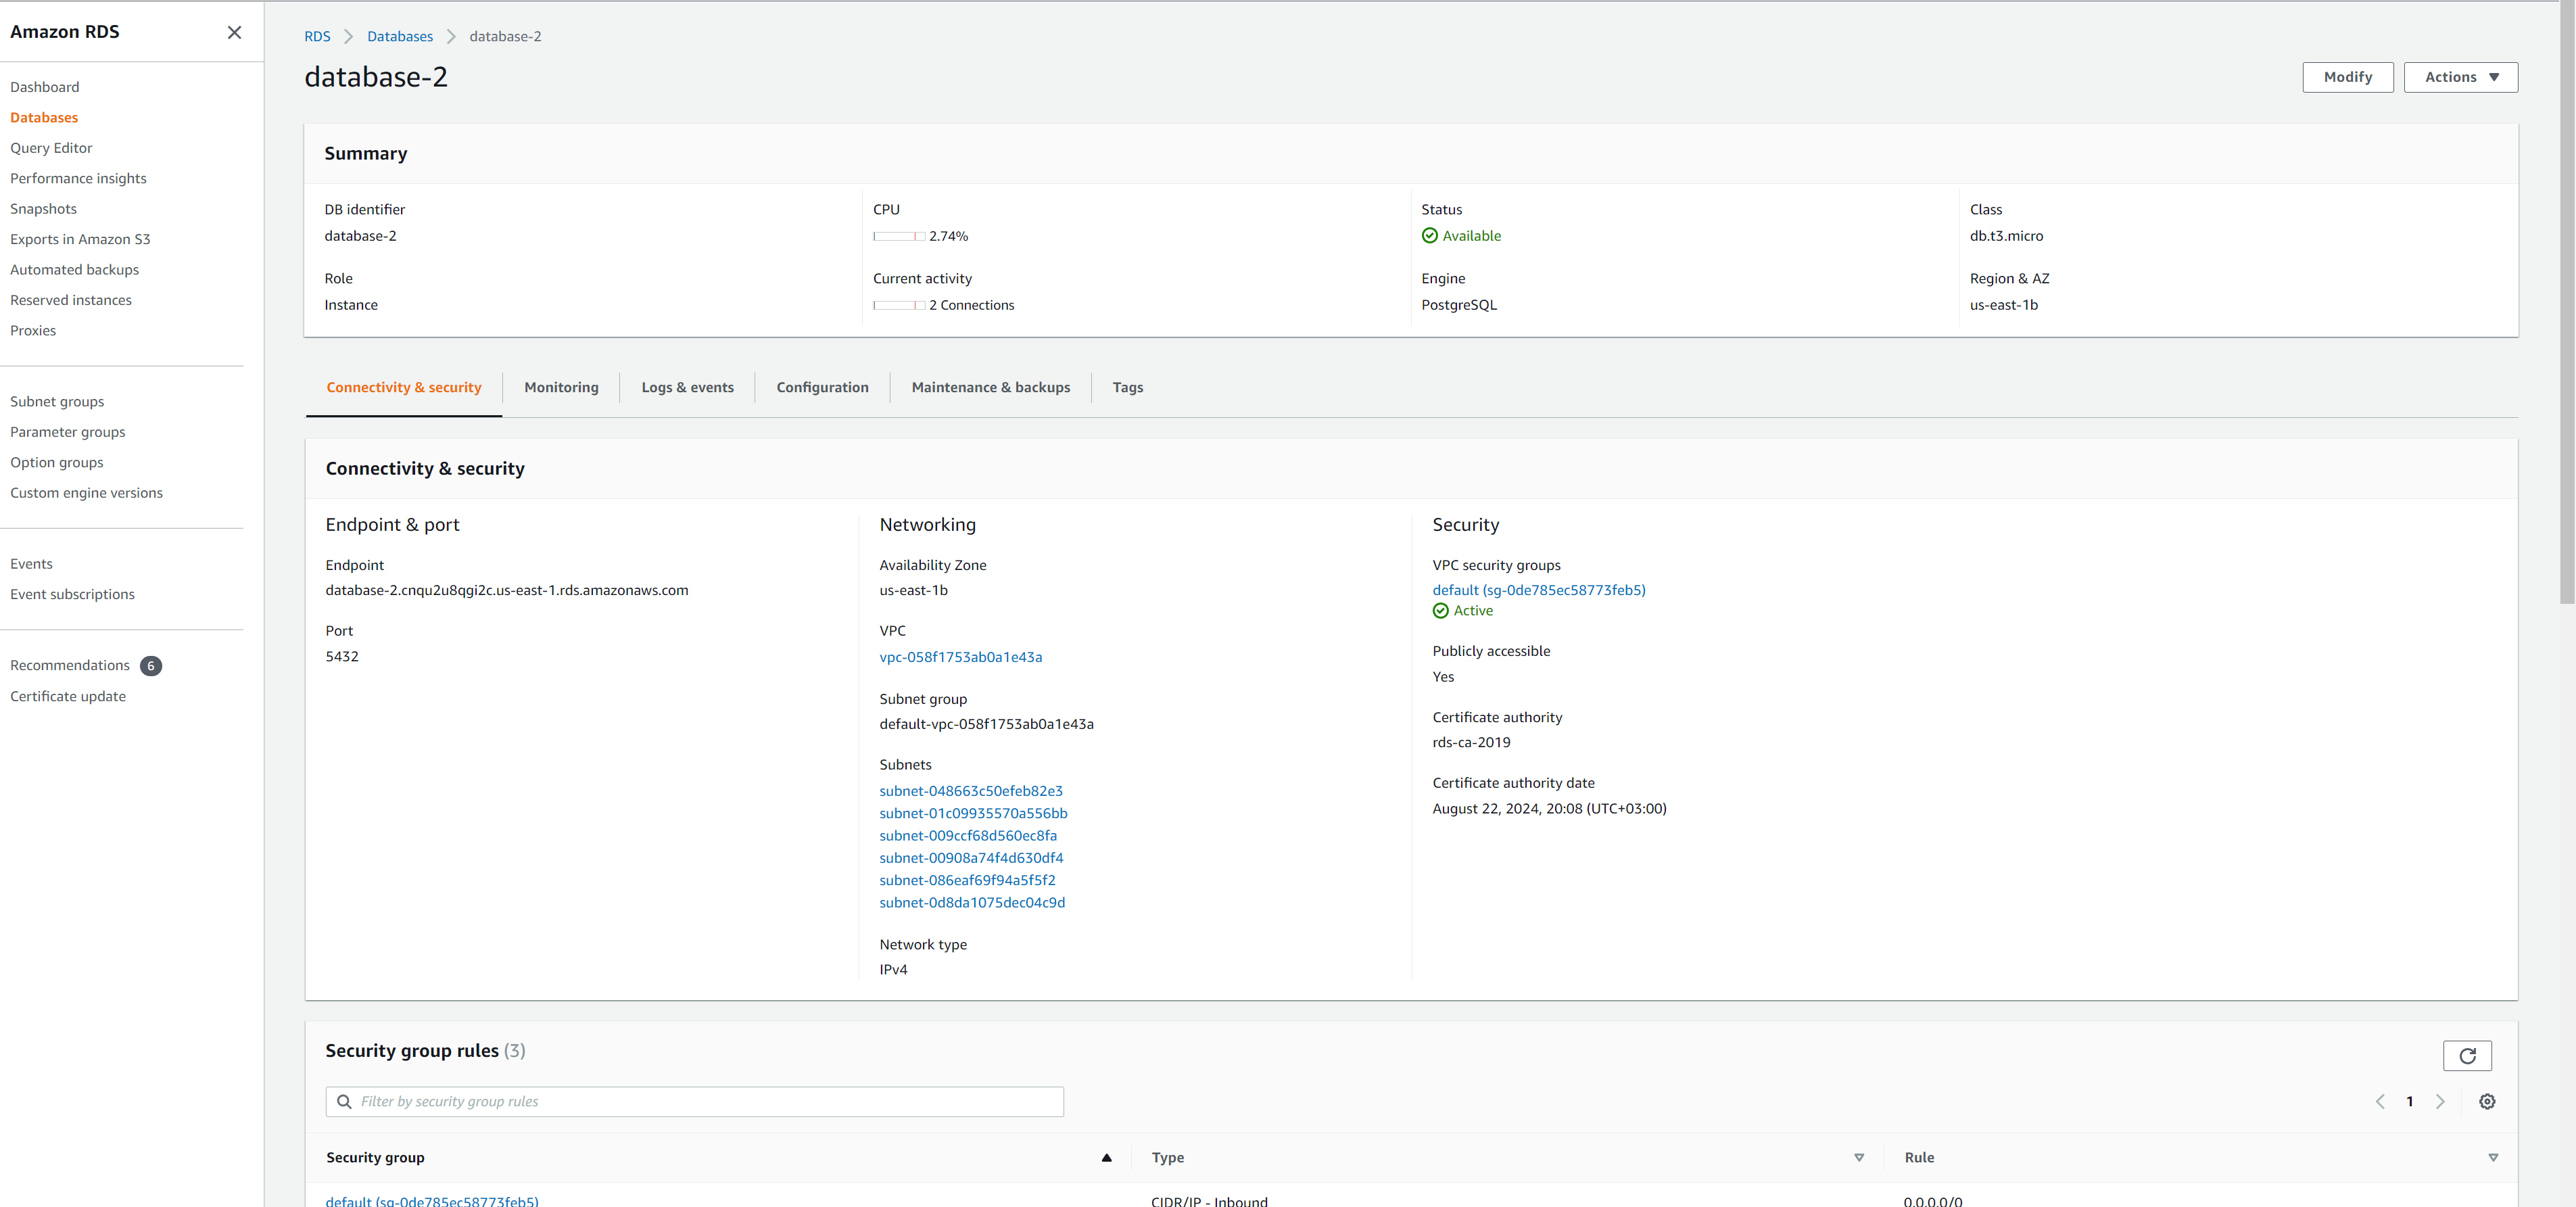 Amazon RDS
Dashboard
Databases
Query Editor
Performance insights
Snapshots
Exports in Amazon S3
Automated backups
Reserved instances
Proxies
Subnet groups
Parameter groups
Option groups
Custom engine versions
Events
Event subscriptions
Recommendations 6
Certificate update
RDS Databases database-2
database-2
Modify Actions
Summary
DB identifier
database-2
CPU
2.74%
Status
Available
Class
db.t3.micro
Role
Instance
Current activity
2 Connections
Engine
PostgreSQL
Region & AZ
us-east-1b
Connectivity & security Monitoring Logs & events Configuration Maintenance & backups Tags
Connectivity & security
Endpoint & port
Endpoint
database-2.cnqu2u8qgi2c.us-east-1.rds.amazonaws.com
Port
5432
Networking
Availability Zone
us-east-1b
VPC
vpc-058f1753ab0a1e43a
Subnet group
default-vpc-058f1753ab0a1e43a
Subnets
subnet-048663c50efeb82e3
subnet-01c09935570a556bb
subnet-009ccf68d560ec8fa
subnet-00908a74f4d630df4
subnet-086eaf69f94a5f5f2
subnet-0d8da1075dec04c9d
Network type
IPv4
Security
VPC security groups
default (sg-0de785ec58773feb5)
Active
Publicly accessible
Yes
Certificate authority
rds-ca-2019
Certificate authority date
August 22, 2024, 20:08 (UTC+03:00)
Security group rules (3)
Filter by security group rules
1
Security group Type Rule
default (sg-0de785ec58773feb5) CIDR/IP - Inbound 0.0.0.0/0